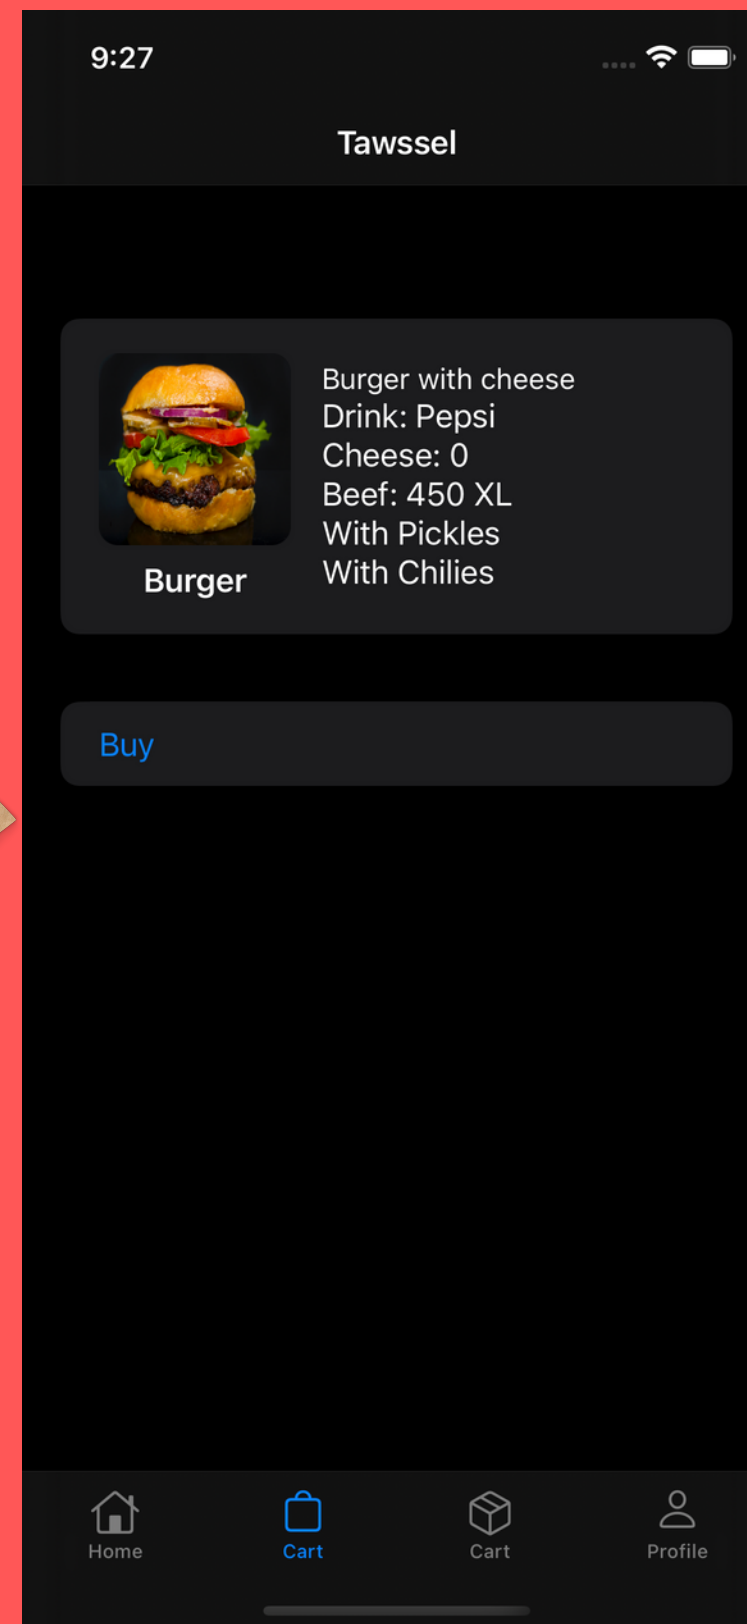 9:27
Tawssel
Burger with cheese
Drink: Pepsi
Cheese: 0
Beef: 450 XL
With Pickles
With Chilies
Burger
Buy
Home
Cart
Cart
Profile